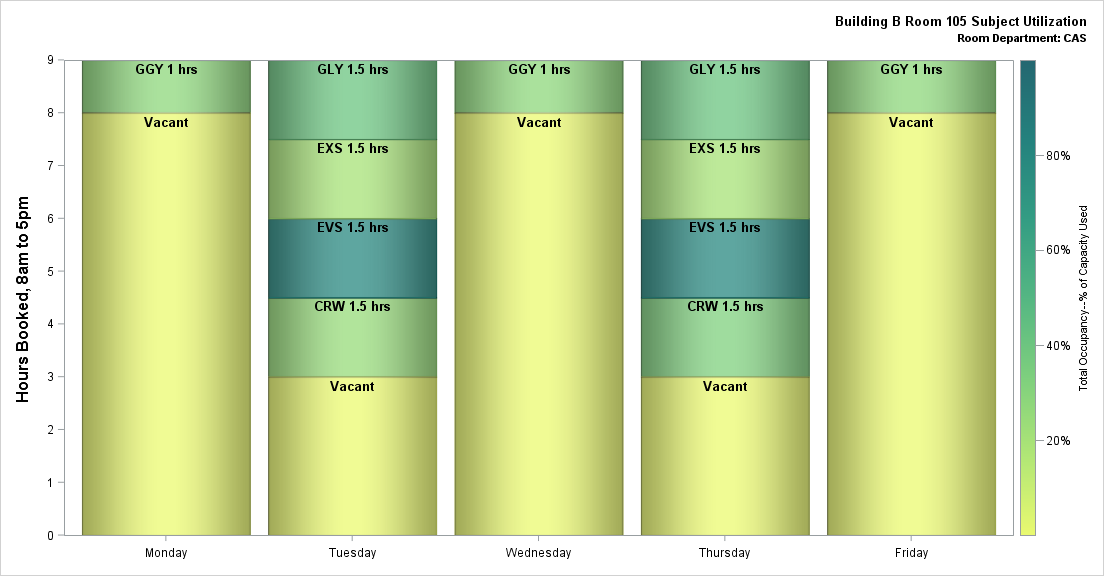 Building B Room 105 Subject Utilization
Room Department: CAS
Hours Booked, 8am to 5pm
9
8
7
6
5
4
3
2
1
0
GGY 1 hrs
Vacant
GLY 1.5 hrs
EXS 1.5 hrs
EVS 1.5 hrs
CRW 1.5 hrs
Vacant
GGY 1 hrs
Vacant
GLY 1.5 hrs
EXS 1.5 hrs
EVS 1.5 hrs
CRW 1.5 hrs
Vacant
GGY 1 hrs
Vacant
Monday
Tuesday
Wednesday
Thursday
Friday
80%
60%
40%
20%
Total Occupancy--% of Capacity Used